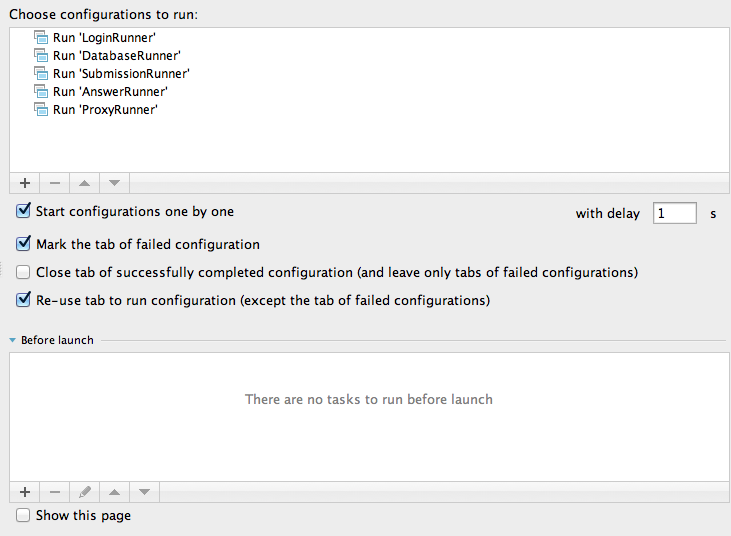 Choose configurations to run:
Run 'LoginRunner'
Run 'DatabaseRunner'
Run 'SubmissionRunner'
Run 'AnswerRunner'
Run 'ProxyRunner'
Start configurations one by one with delay 1 s
Mark the tab of failed configuration
Close tab of successfully completed configuration (and leave only tabs of failed configurations)
Re-use tab to run configuration (except the tab of failed configurations)
Before launch
There are no tasks to run before launch
Show this page